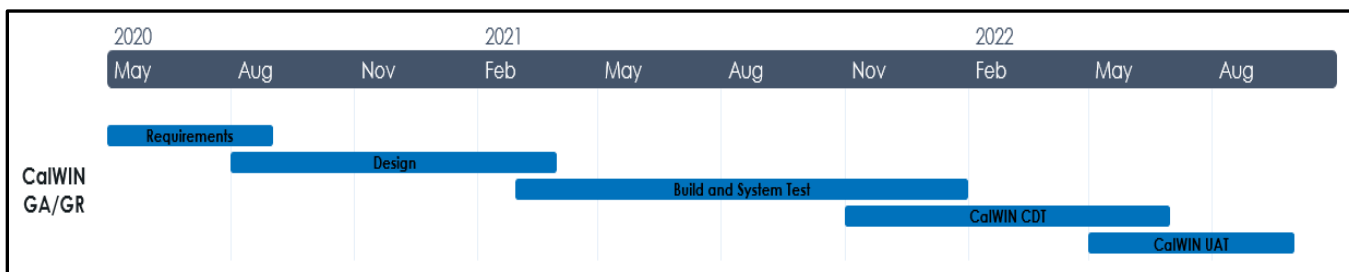 2020 2021 2022
May Aug Nov Feb May Aug Nov Feb May Aug
Requirements
Design
CalWIN
GA/GR
Build and System Test
CalWIN CDT
CalWIN UAT